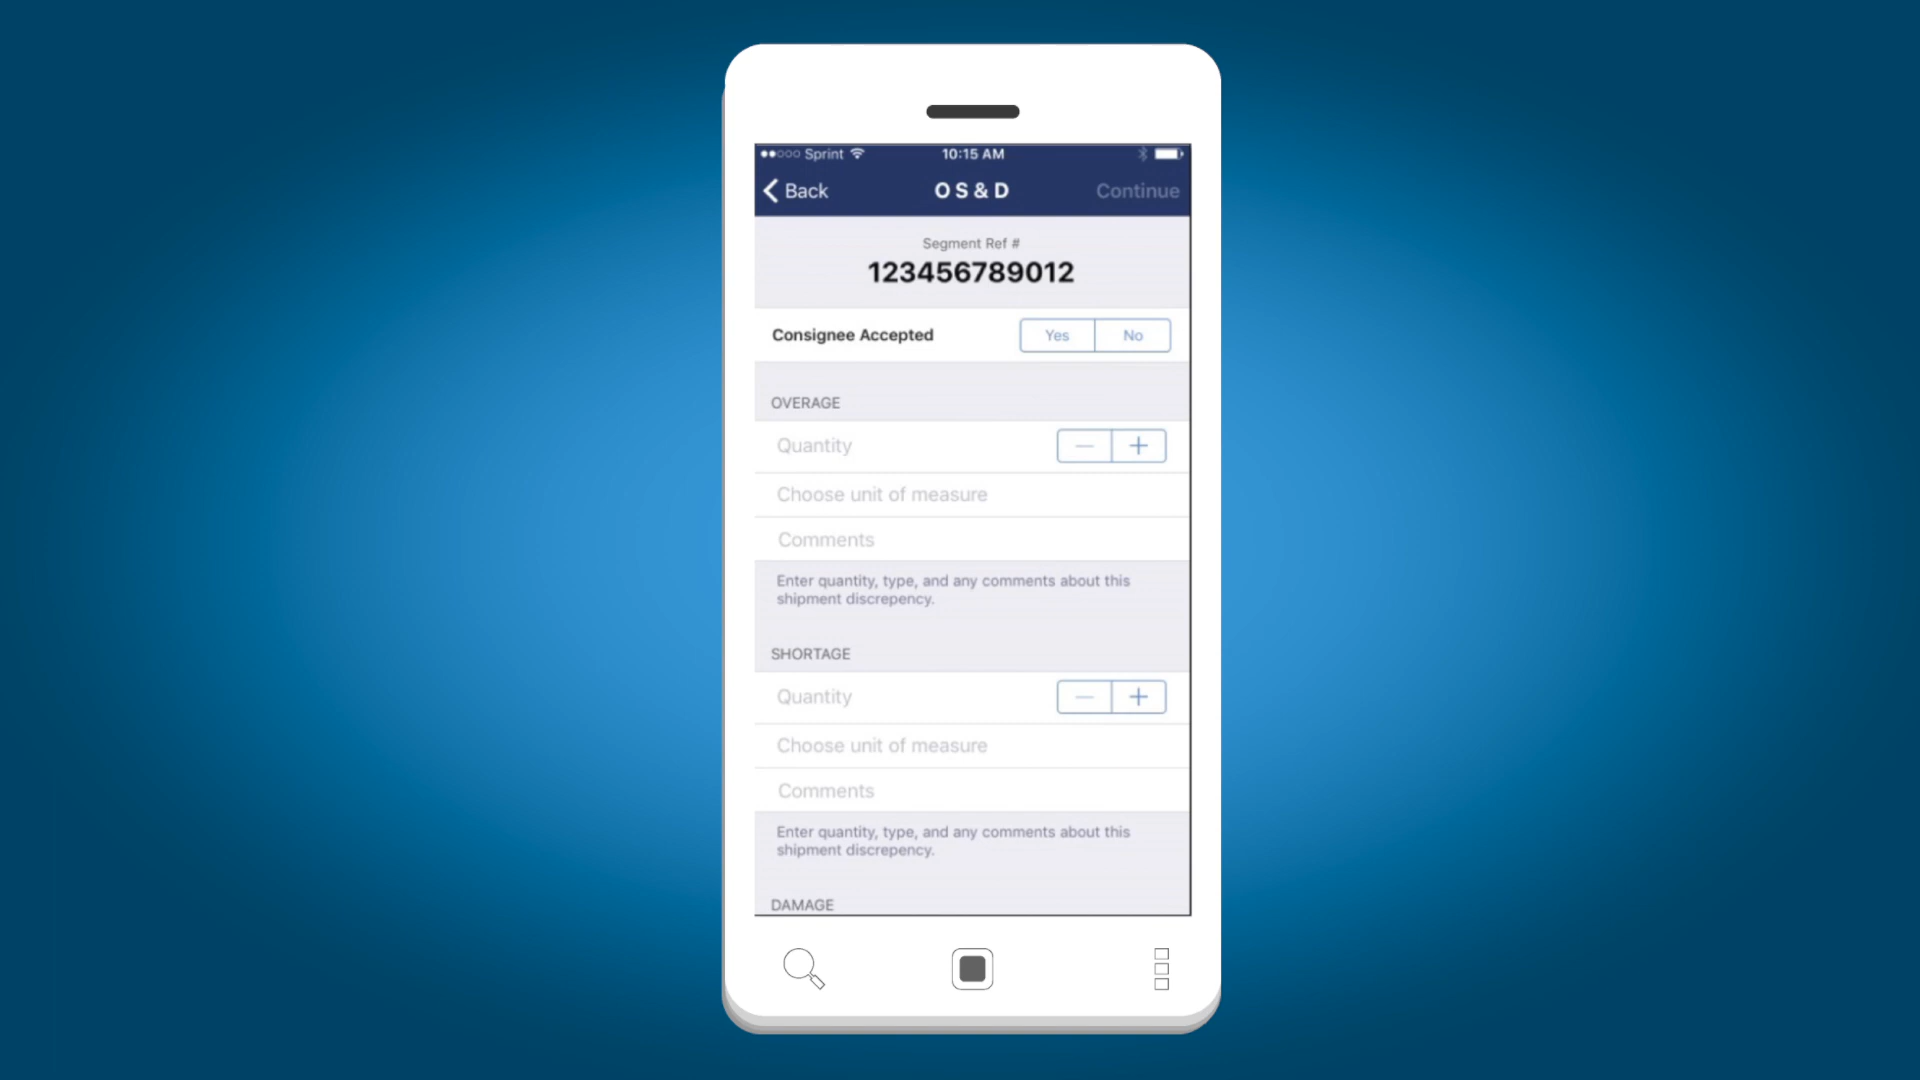 Sprint 10:15 AM
Back O S & D Continue
Segment Ref #
123456789012
Consignee Accepted Yes No
OVERAGE
Quantity — +
Choose unit of measure
Comments
Enter quantity, type, and any comments about this
shipment discrepency.
SHORTAGE
Quantity — +
Choose unit of measure
Comments
Enter quantity, type, and any comments about this
shipment discrepency.
DAMAGE